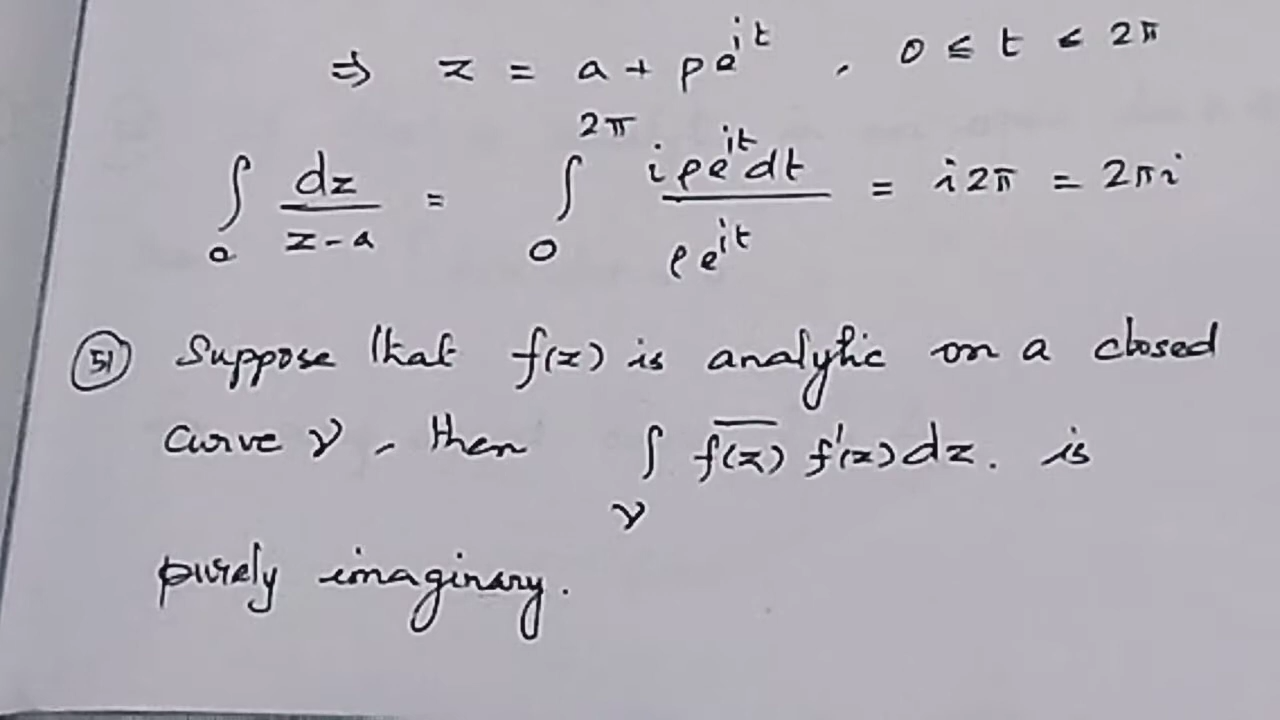 ⇒ z = a + ρe^{it} , 0 ≤ t ≤ 2π
∫_a dz/(z-a) = ∫_0^{2π} iρe^{it}dt / ρe^{it} = i2π = 2πi
(51) Suppose that f(z) is analytic on a closed
curve γ, then ∫_γ \overline{f(z)} f'(z) dz. is
purely imaginary.